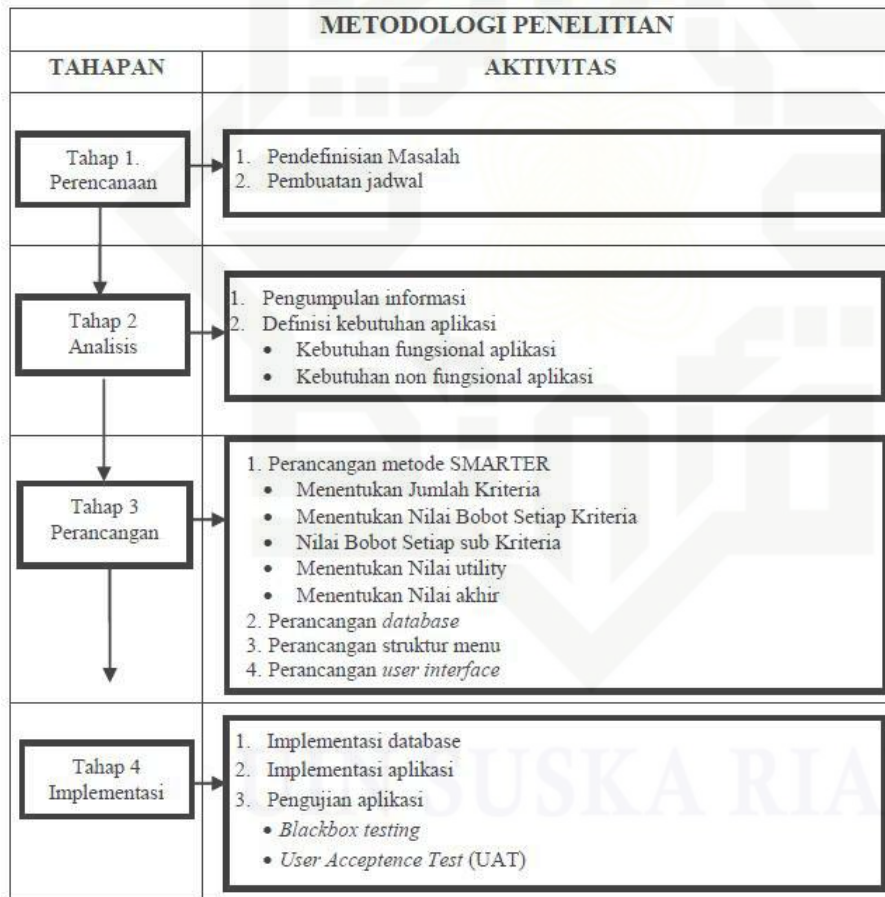 METODOLOGI PENELITIAN
TAHAPAN
AKTIVITAS
Tahap 1.
Perencanaan
1. Pendefinisian Masalah
2. Pembuatan jadwal
Tahap 2
Analisis
1. Pengumpulan informasi
2. Definisi kebutuhan aplikasi
• Kebutuhan fungsional aplikasi
• Kebutuhan non fungsional aplikasi
Tahap 3
Perancangan
1. Perancangan metode SMARTER
• Menentukan Jumlah Kriteria
• Menentukan Nilai Bobot Setiap Kriteria
• Nilai Bobot Setiap sub Kriteria
• Menentukan Nilai utility
• Menentukan Nilai akhir
2. Perancangan database
3. Perancangan struktur menu
4. Perancangan user interface
Tahap 4
Implementasi
1. Implementasi database
2. Implementasi aplikasi
3. Pengujian aplikasi
• Blackbox testing
• User Acceptence Test (UAT)
UIN SUSKA RIA